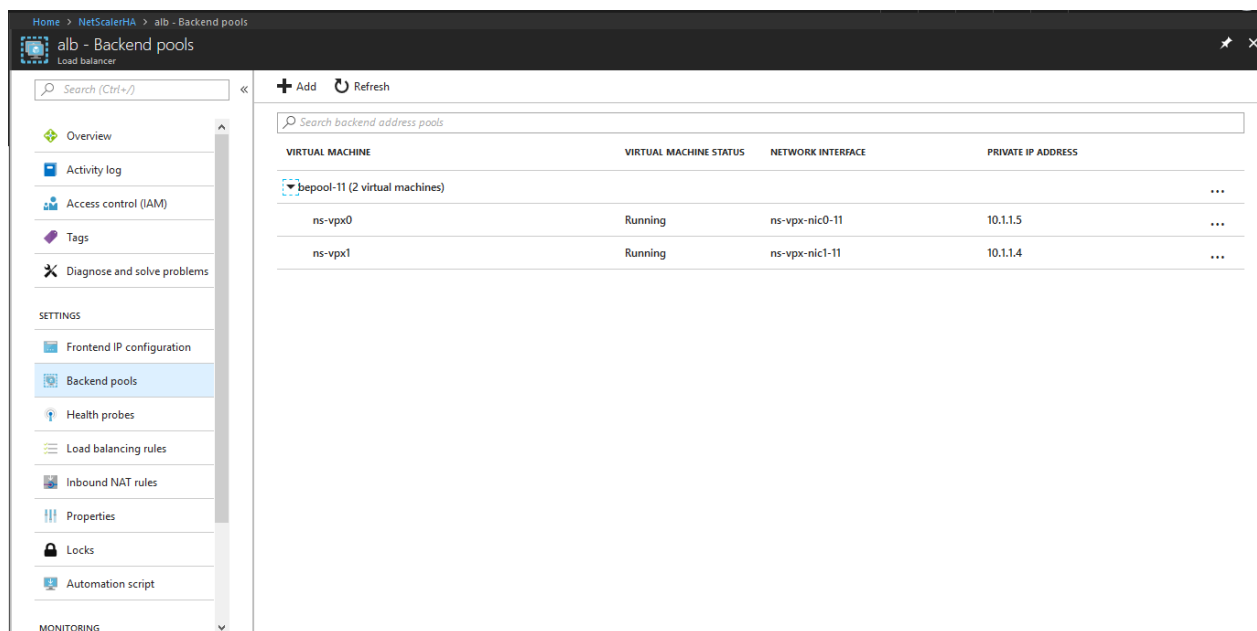 Home > NetScalerHA > alb - Backend pools
alb - Backend pools
Load balancer
Search (Ctrl+/)
Overview
Activity log
Access control (IAM)
Tags
Diagnose and solve problems
SETTINGS
Frontend IP configuration
Backend pools
Health probes
Load balancing rules
Inbound NAT rules
Properties
Locks
Automation script
MONITORING
Add Refresh
Search backend address pools
VIRTUAL MACHINE VIRTUAL MACHINE STATUS NETWORK INTERFACE PRIVATE IP ADDRESS
bepool-11 (2 virtual machines)
ns-vpx0 Running ns-vpx-nic0-11 10.1.1.5
ns-vpx1 Running ns-vpx-nic1-11 10.1.1.4